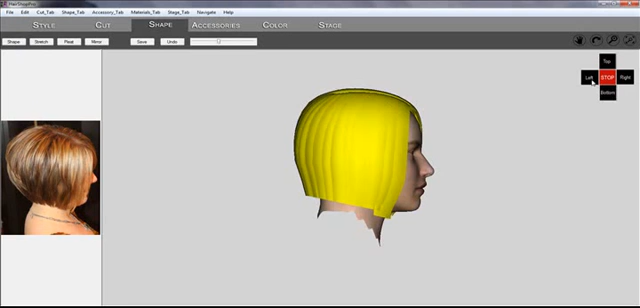 HairShopPro
File Edit Cut_Tab Shape_Tab Accessory_Tab Materials_Tab Stage_Tab Navigate Help
STYLE CUT SHAPE ACCESSORIES COLOR STAGE
Shape Stretch Pleat Mirror Save Undo
Top
Left STOP Right
Bottom